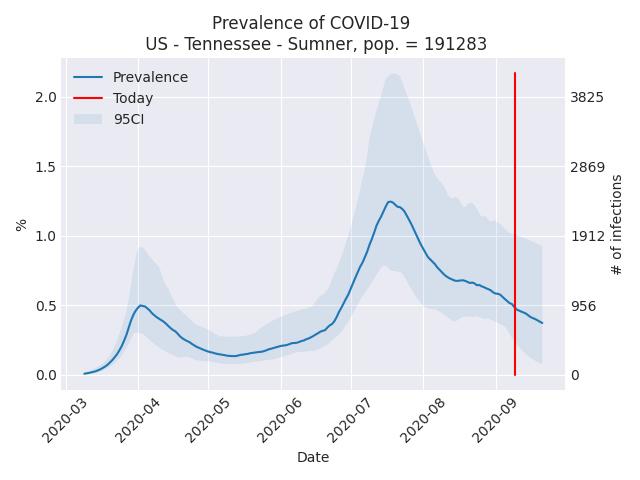 Prevalence of COVID-19
US - Tennessee - Sumner, pop. = 191283
Prevalence
Today
95CI
2.0
1.5
1.0
0.5
0.0
%
3825
2869
1912
956
0
# of infections
2020-03
2020-04
2020-05
2020-06
2020-07
2020-08
2020-09
Date